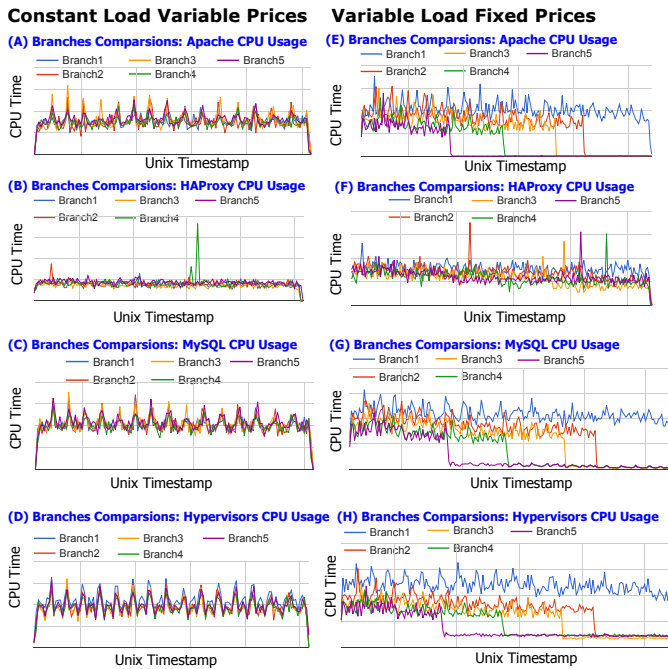 Constant Load Variable Prices
Variable Load Fixed Prices
(A) Branches Comparsions: Apache CPU Usage
Branch1 Branch3 Branch5
Branch2 Branch4
CPU Time
Unix Timestamp
(E) Branches Comparsions: Apache CPU Usage
Branch1 Branch3 Branch5
Branch2 Branch4
CPU Time
Unix Timestamp
(B) Branches Comparsions: HAProxy CPU Usage
Branch1 Branch3 Branch5
Branch2 Branch4
CPU Time
Unix Timestamp
(F) Branches Comparsions: HAProxy CPU Usage
Branch1 Branch3 Branch5
Branch2 Branch4
CPU Time
Unix Timestamp
(C) Branches Comparsions: MySQL CPU Usage
Branch1 Branch3 Branch5
Branch2 Branch4
CPU Time
Unix Timestamp
(G) Branches Comparsions: MySQL CPU Usage
Branch1 Branch3 Branch5
Branch2 Branch4
CPU Time
Unix Timestamp
(D) Branches Comparsions: Hypervisors CPU Usage
Branch1 Branch3 Branch5
Branch2 Branch4
CPU Time
Unix Timestamp
(H) Branches Comparsions: Hypervisors CPU Usage
Branch1 Branch3 Branch5
Branch2 Branch4
CPU Time
Unix Timestamp